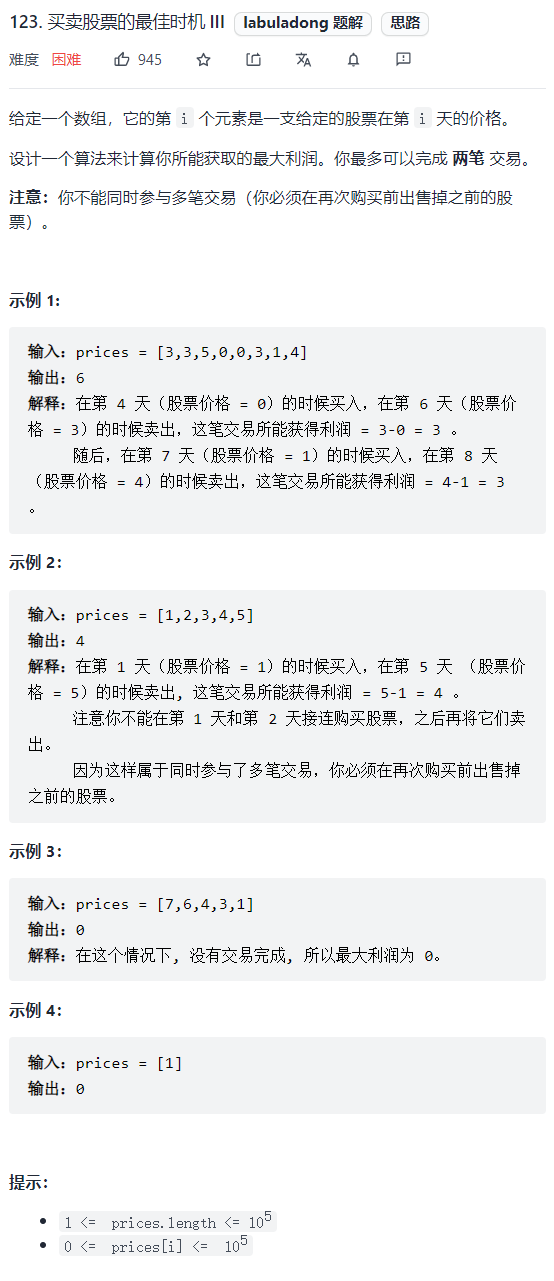 123. 买卖股票的最佳时机 III labuladong 题解 思路
难度 困难 945
给定一个数组，它的第 i 个元素是一支给定的股票在第 i 天的价格。
设计一个算法来计算你所能获取的最大利润。你最多可以完成 两笔 交易。
注意：你不能同时参与多笔交易（你必须在再次购买前出售掉之前的股
票）。
示例 1:
输入：prices = [3,3,5,0,0,3,1,4]
输出：6
解释：在第 4 天（股票价格 = 0）的时候买入，在第 6 天（股票价
格 = 3）的时候卖出，这笔交易所能获得利润 = 3-0 = 3 。
随后，在第 7 天（股票价格 = 1）的时候买入，在第 8 天
（股票价格 = 4）的时候卖出，这笔交易所能获得利润 = 4-1 = 3
。
示例 2：
输入：prices = [1,2,3,4,5]
输出：4
解释：在第 1 天（股票价格 = 1）的时候买入，在第 5 天 （股票价
格 = 5）的时候卖出, 这笔交易所能获得利润 = 5-1 = 4 。
注意你不能在第 1 天和第 2 天接连购买股票，之后再将它们卖
出。
因为这样属于同时参与了多笔交易，你必须在再次购买前出售掉
之前的股票。
示例 3：
输入：prices = [7,6,4,3,1]
输出：0
解释：在这个情况下, 没有交易完成, 所以最大利润为 0。
示例 4：
输入：prices = [1]
输出：0
提示：
1 <= prices.length <= 10^5
0 <= prices[i] <= 10^5